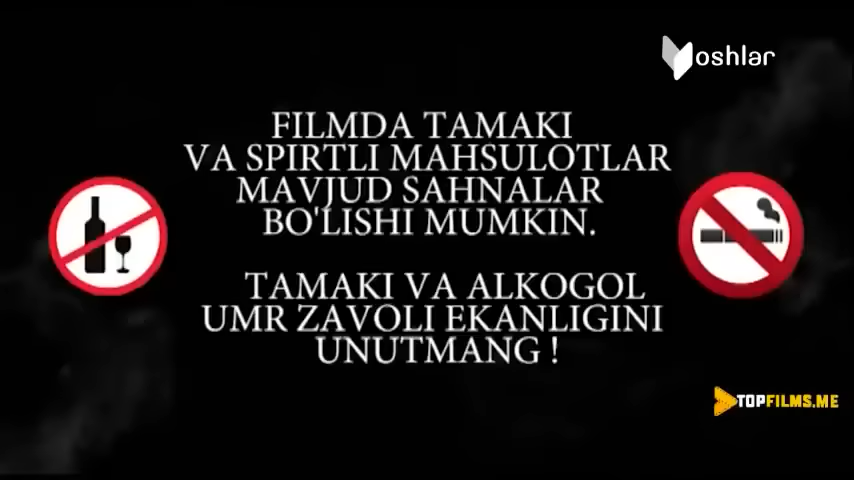 Yoshlar
FILMDA TAMAKI
VA SPIRTLI MAHSULOTLAR
MAVJUD SAHNALAR
BO'LISHI MUMKIN.
TAMAKI VA ALKOGOL
UMR ZAVOLI EKANLIGINI
UNUTMANG !
TOPFILMS.ME